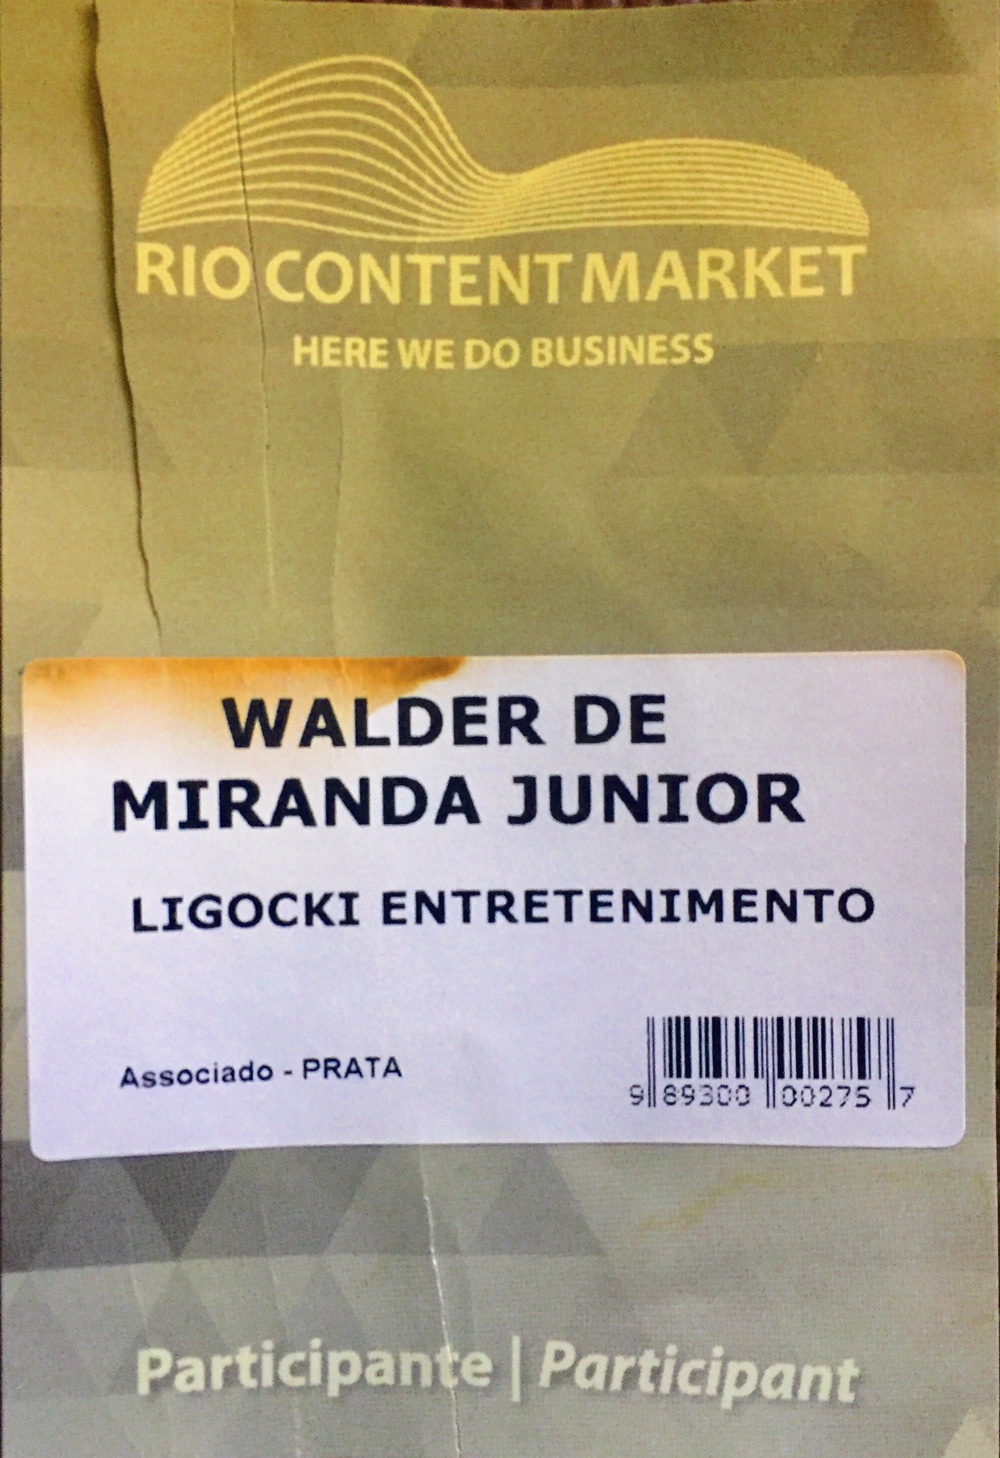 RIO CONTENT MARKET
HERE WE DO BUSINESS
WALDER DE
MIRANDA JUNIOR
LIGOCKI ENTRETENIMENTO
Associado - PRATA
9 89300 00275 7
Participante | Participant